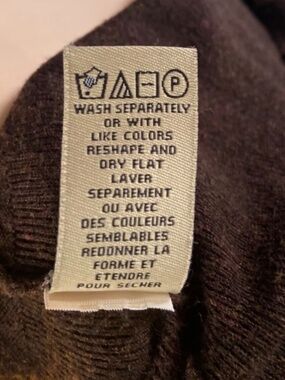 P
WASH SEPARATELY
OR WITH
LIKE COLORS
RESHAPE AND
DRY FLAT
LAVER
SEPAREMENT
OU AVEC
DES COULEURS
SEMBLABLES
REDONNER LA
FORME ET
ETENDRE
POUR SECHER